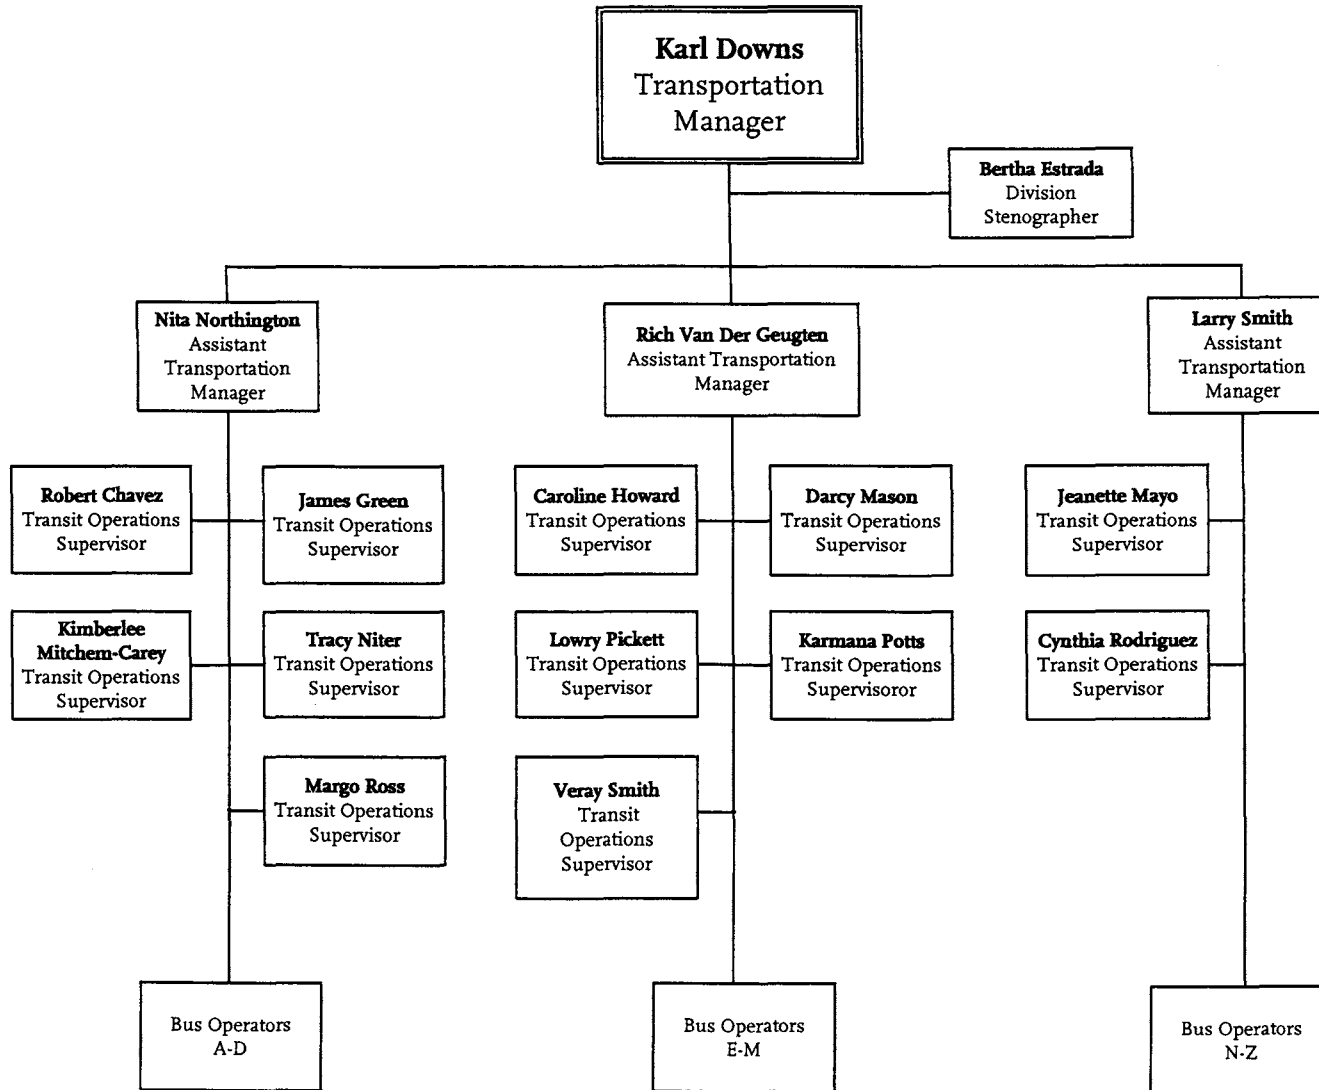 Karl Downs
Transportation
Manager
Bertha Estrada
Division
Stenographer
Nita Northington
Assistant
Transportation
Manager
Rich Van Der Geugten
Assistant Transportation
Manager
Larry Smith
Assistant
Transportation
Manager
Robert Chavez
Transit Operations
Supervisor
James Green
Transit Operations
Supervisor
Caroline Howard
Transit Operations
Supervisor
Darcy Mason
Transit Operations
Supervisor
Jeanette Mayo
Transit Operations
Supervisor
Kimberlee
Mitchem-Carey
Transit Operations
Supervisor
Tracy Niter
Transit Operations
Supervisor
Lowry Pickett
Transit Operations
Supervisor
Karmana Potts
Transit Operations
Supervisoror
Cynthia Rodriguez
Transit Operations
Supervisor
Margo Ross
Transit Operations
Supervisor
Veray Smith
Transit
Operations
Supervisor
Bus Operators
A-D
Bus Operators
E-M
Bus Operators
N-Z